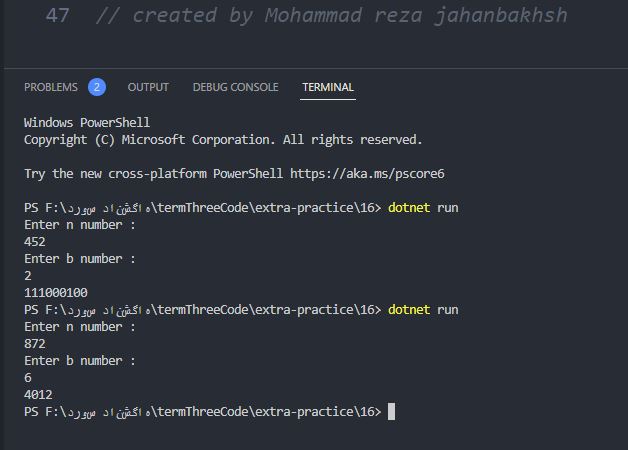 47 // created by Mohammad reza jahanbakhsh
PROBLEMS 2 OUTPUT DEBUG CONSOLE TERMINAL
Windows PowerShell
Copyright (C) Microsoft Corporation. All rights reserved.
Try the new cross-platform PowerShell https://aka.ms/pscore6
PS F:\دروس دانشگاه\termThreeCode\extra-practice\16> dotnet run
Enter n number :
452
Enter b number :
2
111000100
PS F:\دروس دانشگاه\termThreeCode\extra-practice\16> dotnet run
Enter n number :
872
Enter b number :
6
4012
PS F:\دروس دانشگاه\termThreeCode\extra-practice\16>